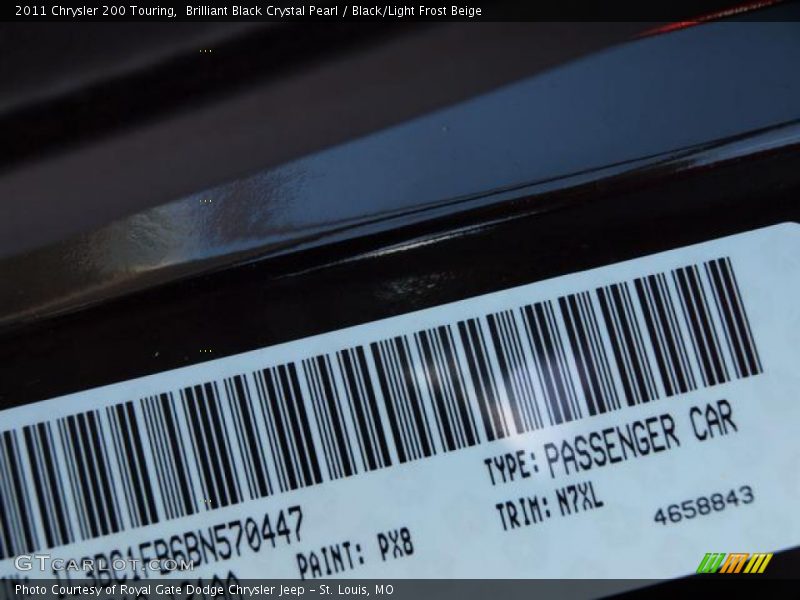 2011 Chrysler 200 Touring, Brilliant Black Crystal Pearl / Black/Light Frost Beige
TYPE: PASSENGER CAR
TRIM: N7XL
4658843
PAINT: PX8
GTCarLot.com
Photo Courtesy of Royal Gate Dodge Chrysler Jeep - St. Louis, MO